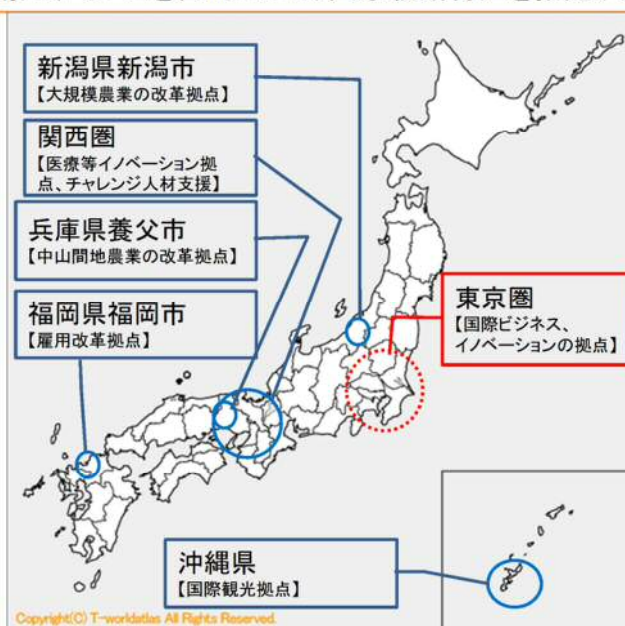 新潟県新潟市
【大規模農業の改革拠点】
関西圏
【医療等イノベーション拠
点、チャレンジ人材支援】
兵庫県養父市
【中山間地農業の改革拠点】
福岡県福岡市
【雇用改革拠点】
東京圏
【国際ビジネス、
イノベーションの拠点】
沖縄県
【国際観光拠点】
Copyright(C) T-worldatlas All Rights Reserved.